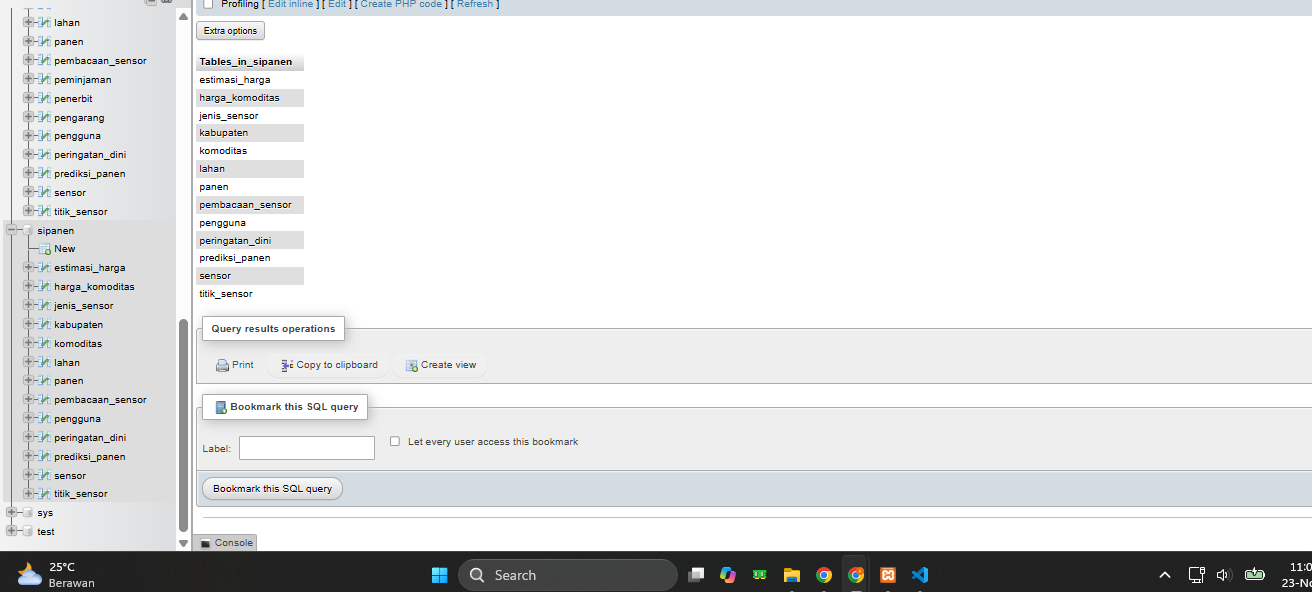 lahan
panen
pembacaan_sensor
peminjaman
penerbit
pengarang
pengguna
peringatan_dini
prediksi_panen
sensor
titik_sensor
sipanen
New
estimasi_harga
harga_komoditas
jenis_sensor
kabupaten
komoditas
lahan
panen
pembacaan_sensor
pengguna
peringatan_dini
prediksi_panen
sensor
titik_sensor
sys
test
Profiling [ Edit inline ] [ Edit ] [ Create PHP code ] [ Refresh ]
Extra options
Tables_in_sipanen
estimasi_harga
harga_komoditas
jenis_sensor
kabupaten
komoditas
lahan
panen
pembacaan_sensor
pengguna
peringatan_dini
prediksi_panen
sensor
titik_sensor
Query results operations
Print Copy to clipboard Create view
Bookmark this SQL query
Label: Let every user access this bookmark
Bookmark this SQL query
Console
25°C
Berawan
Search
11:0
23-No